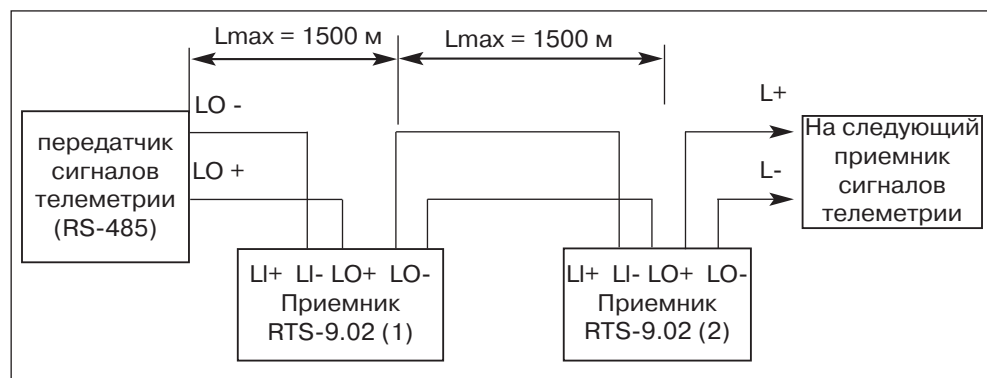 Lmax = 1500 м
Lmax = 1500 м
LO -
LO +
передатчик
сигналов
телеметрии
(RS-485)
L+
L-
На следующий
приемник
сигналов
телеметрии
LI+ LI- LO+ LO-
Приемник
RTS-9.02 (1)
LI+ LI- LO+ LO-
Приемник
RTS-9.02 (2)